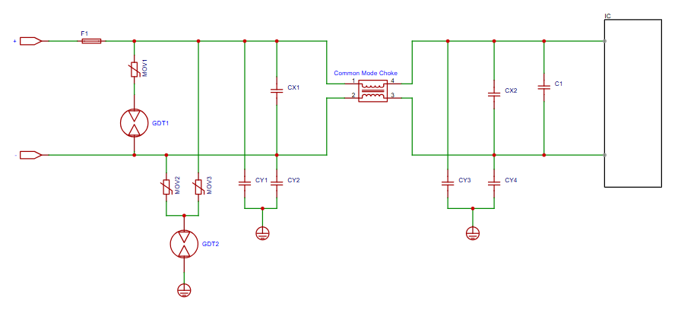 IC
F1
+
MOV1
Common Mode Choke
1
4
CX1
CX2
C1
2
3
GDT1
-
MOV2
MOV3
CY1
CY2
CY3
CY4
GDT2